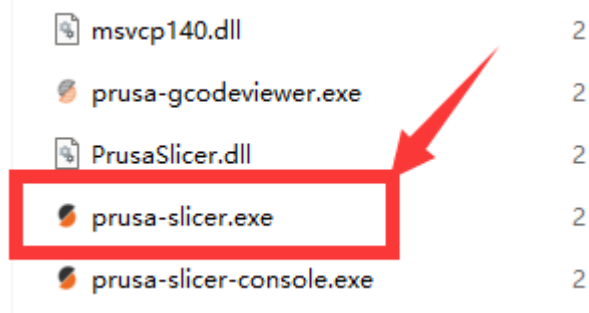 msvcp140.dll 2
prusa-gcodeviewer.exe 2
PrusaSlicer.dll 2
prusa-slicer.exe 2
prusa-slicer-console.exe 2